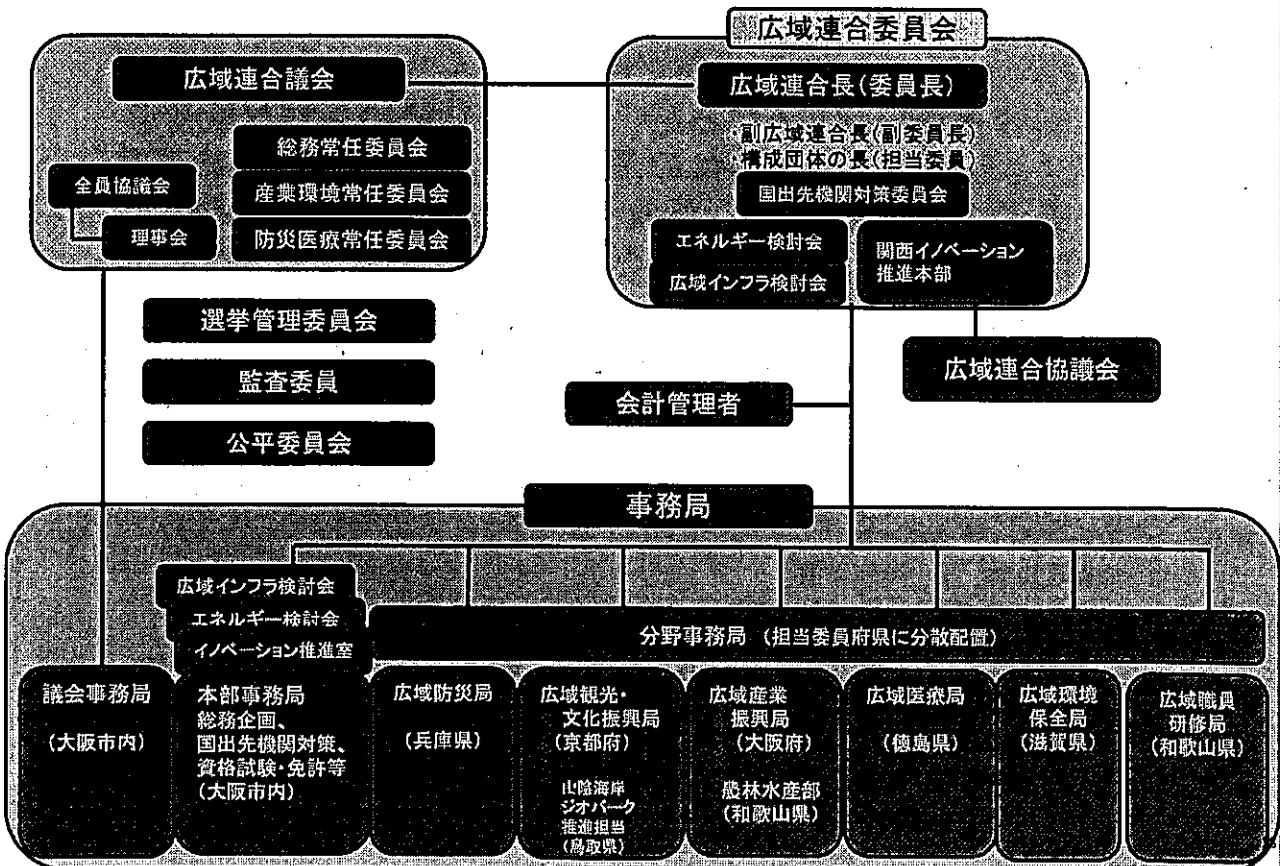 広域連合議会
総務常任委員会
全員協議会
産業環境常任委員会
理事会
防災医療常任委員会
広域連合委員会
広域連合長(委員長)
・副広域連合長(副委員長)
・構成団体の長(担当委員)
国出先機関対策委員会
エネルギー検討会
広域インフラ検討会
関西イノベーション
推進本部
選挙管理委員会
監査委員
公平委員会
広域連合協議会
会計管理者
事務局
広域インフラ検討会
エネルギー検討会
イノベーション推進室
分野事務局 (担当委員府県に分散配置)
議会事務局
(大阪市内)
本部事務局
総務企画、
国出先機関対策、
資格試験・免許等
(大阪市内)
広域防災局
(兵庫県)
広域観光・
文化振興局
(京都府)
山陰海岸
ジオパーク
推進担当
(鳥取県)
広域産業
振興局
(大阪府)
農林水産部
(和歌山県)
広域医療局
(徳島県)
広域環境
保全局
(滋賀県)
広域職員
研修局
(和歌山県)